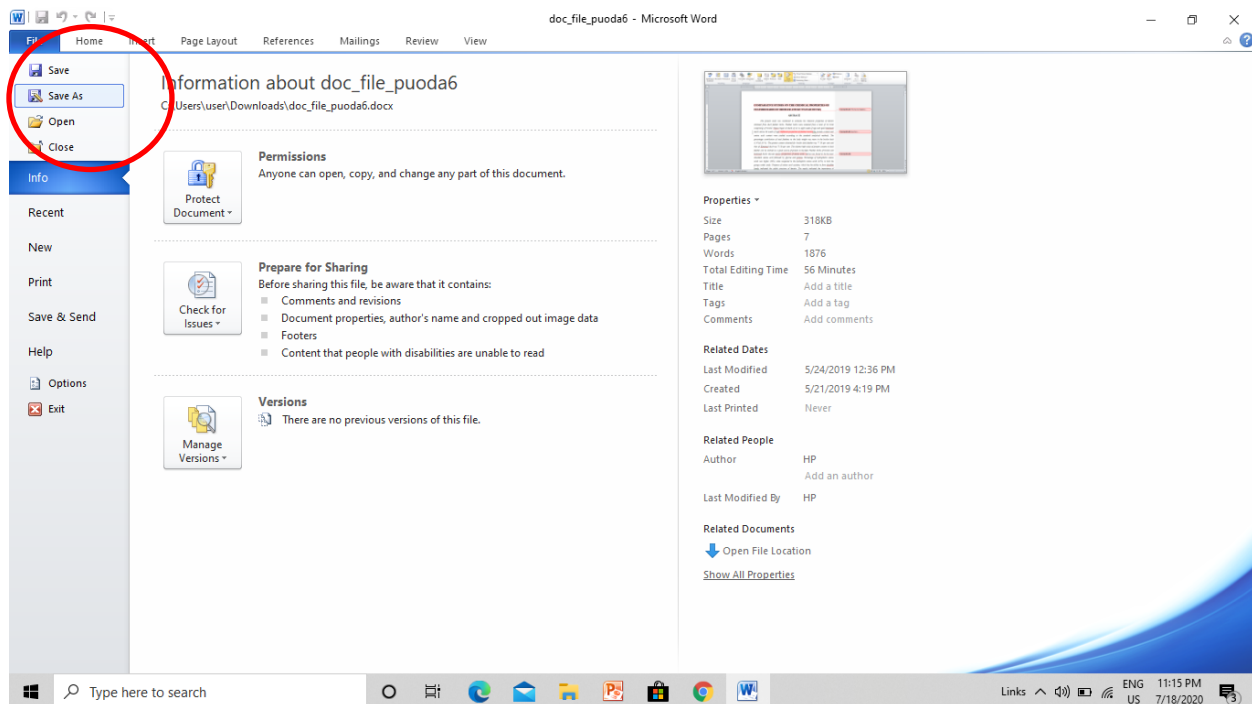 doc_file_puoda6 - Microsoft Word
File Home Insert Page Layout References Mailings Review View
Save
Save As
Open
Close
Info
Recent
New
Print
Save & Send
Help
Options
Exit
Information about doc_file_puoda6
C:\Users\user\Downloads\doc_file_puoda6.docx
Protect
Document
Permissions
Anyone can open, copy, and change any part of this document.
Check for
Issues
Prepare for Sharing
Before sharing this file, be aware that it contains:
Comments and revisions
Document properties, author's name and cropped out image data
Footers
Content that people with disabilities are unable to read
Manage
Versions
Versions
There are no previous versions of this file.
Properties
Size 318KB
Pages 7
Words 1876
Total Editing Time 56 Minutes
Title Add a title
Tags Add a tag
Comments Add comments
Related Dates
Last Modified 5/24/2019 12:36 PM
Created 5/21/2019 4:19 PM
Last Printed Never
Related People
Author HP
Add an author
Last Modified By HP
Related Documents
Open File Location
Show All Properties
Type here to search
Links
ENG
US
11:15 PM
7/18/2020
3